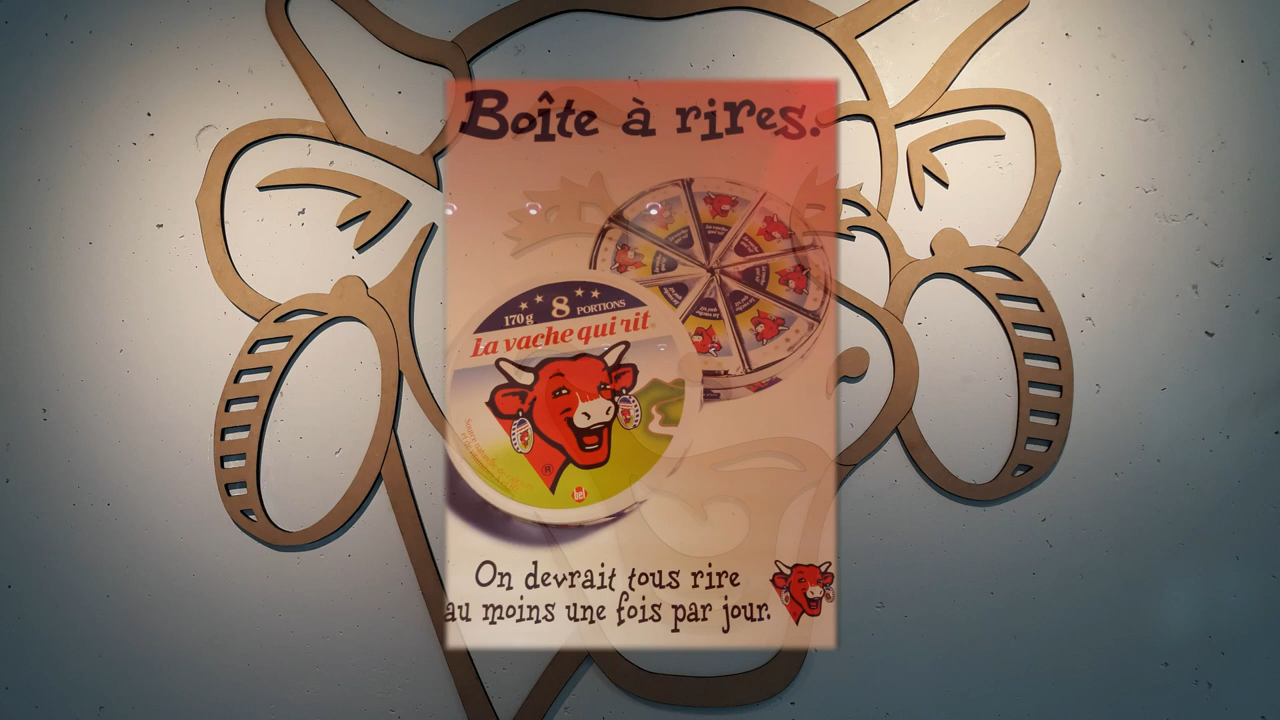 Boîte à rires.
8
170g PORTIONS
La vache qui rit
bel
On devrait tous rire
au moins une fois par jour.